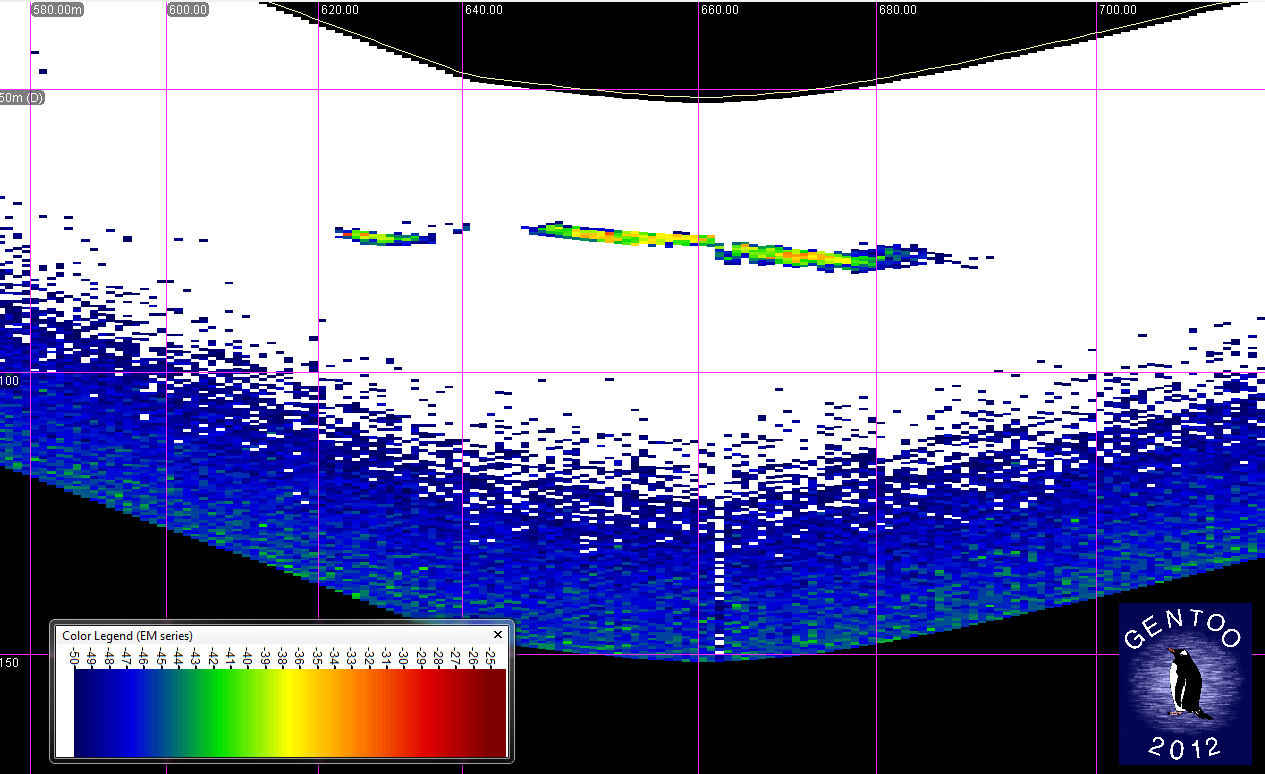 580.00m 600.00 620.00 640.00 660.00 680.00 700.00
50m (D)
100
150
Color Legend (EM series)
-50 -49 -48 -47 -46 -45 -44 -43 -42 -41 -40 -39 -38 -37 -36 -35 -34 -33 -32 -31 -30 -29 -28 -27 -26 -25
GENTOO
2012